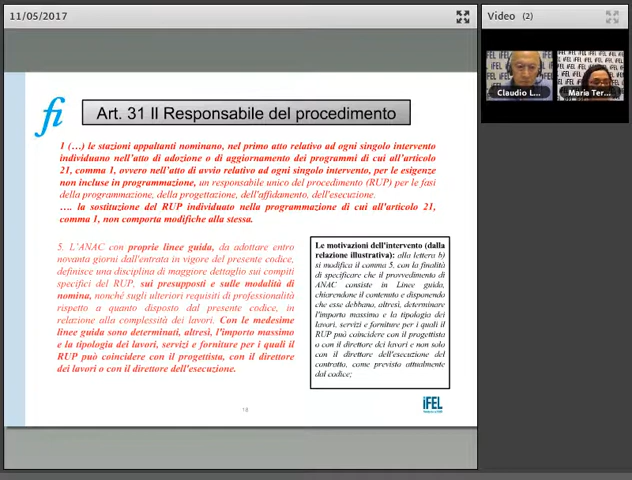 11/05/2017
Video (2)
iFEL
Claudio L...
Maria Ter...
fi
Art. 31 Il Responsabile del procedimento
1 (…) le stazioni appaltanti nominano, nel primo atto relativo ad ogni singolo intervento
individuano nell'atto di adozione o di aggiornamento dei programmi di cui all'articolo
21, comma 1, ovvero nell'atto di avvio relativo ad ogni singolo intervento, per le esigenze
non incluse in programmazione, un responsabile unico del procedimento (RUP) per le fasi
della programmazione, della progettazione, dell'affidamento, dell'esecuzione.
…. la sostituzione del RUP individuato nella programmazione di cui all'articolo 21,
comma 1, non comporta modifiche alla stessa.
5. L'ANAC con proprie linee guida, da adottare entro
novanta giorni dall'entrata in vigore del presente codice,
definisce una disciplina di maggiore dettaglio sui compiti
specifici del RUP, sui presupposti e sulle modalità di
nomina, nonché sugli ulteriori requisiti di professionalità
rispetto a quanto disposto dal presente codice, in
relazione alla complessità dei lavori. Con le medesime
linee guida sono determinati, altresì, l'importo massimo
e la tipologia dei lavori, servizi e forniture per i quali il
RUP può coincidere con il progettista, con il direttore
dei lavori o con il direttore dell'esecuzione.
Le motivazioni dell'intervento (dalla
relazione illustrativa): alla lettera b)
si modifica il comma 5, con la finalità
di specificare che il provvedimento di
ANAC consiste in Linee guida,
chiarendone il contenuto e disponendo
che esse debbano, altresì, determinare
l'importo massimo e la tipologia dei
lavori, servizi e forniture per i quali il
RUP può coincidere con il progettista
o con il direttore dei lavori e non solo
con il direttore dell'esecuzione del
contratto, come previsto attualmente
dal codice;
18
iFEL